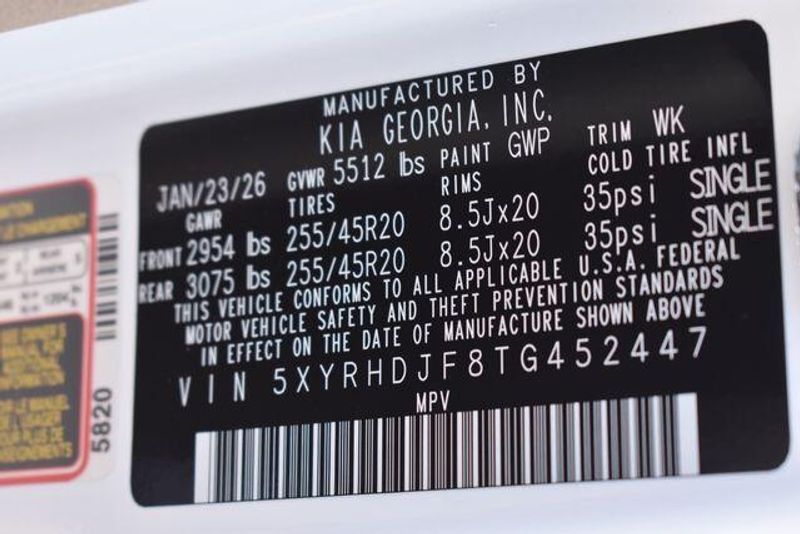 MANUFACTURED BY
KIA GEORGIA, INC.
JAN/23/26 GVWR 5512 lbs PAINT GWP TRIM WK
GAWR TIRES RIMS COLD TIRE INFL
FRONT 2954 lbs 255/45R20 8.5Jx20 35psi SINGLE
REAR 3075 lbs 255/45R20 8.5Jx20 35psi SINGLE
THIS VEHICLE CONFORMS TO ALL APPLICABLE U.S.A. FEDERAL
MOTOR VEHICLE SAFETY AND THEFT PREVENTION STANDARDS
IN EFFECT ON THE DATE OF MANUFACTURE SHOWN ABOVE
VIN 5XYRHDJF8TG452447
MPV
5820